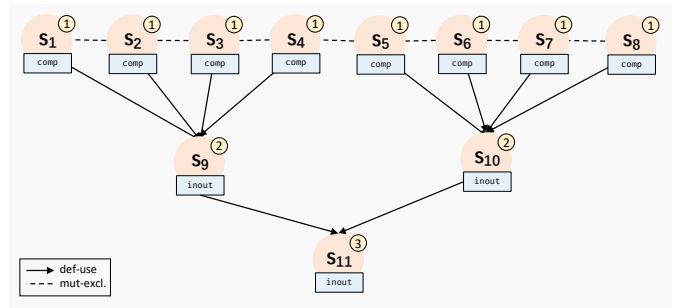 1 1 1 1 1 1 1 1
S1 S2 S3 S4 S5 S6 S7 S8
comp comp comp comp comp comp comp comp
2 2
S9 S10
inout inout
3
S11
inout
def-use
mut-excl.